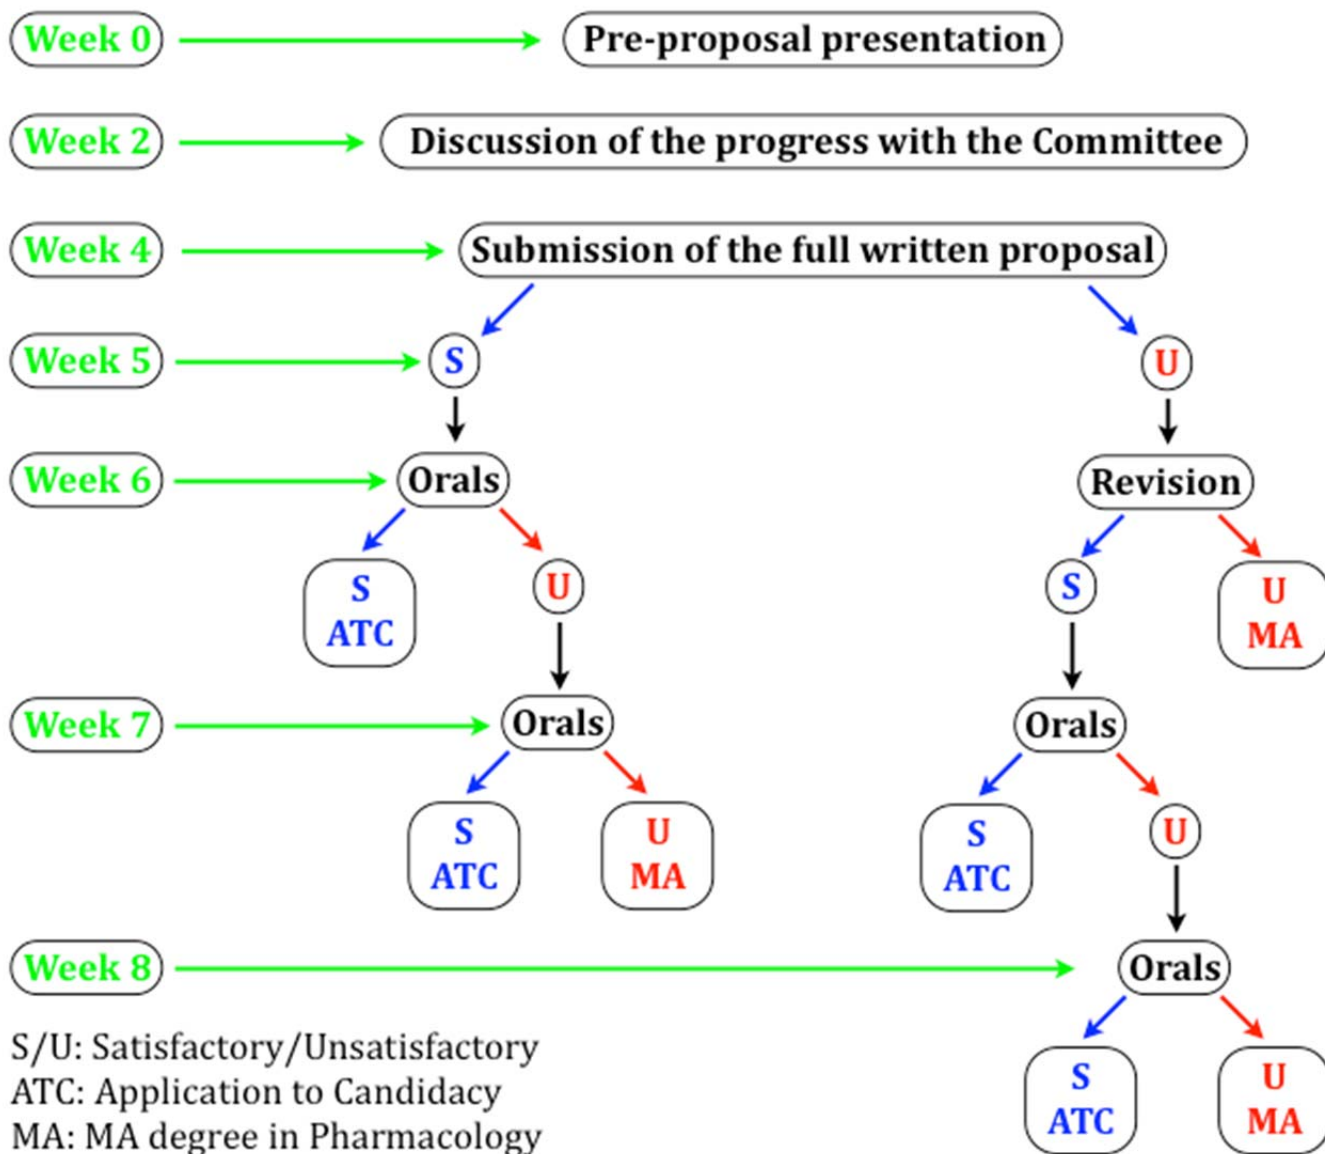 Week 0
Pre-proposal presentation
Week 2
Discussion of the progress with the Committee
Week 4
Submission of the full written proposal
Week 5
S
U
Week 6
Orals
Revision
S
ATC
U
S
U
MA
Week 7
Orals
Orals
S
ATC
U
MA
S
ATC
U
Week 8
Orals
S
ATC
U
MA
S/U: Satisfactory/Unsatisfactory
ATC: Application to Candidacy
MA: MA degree in Pharmacology